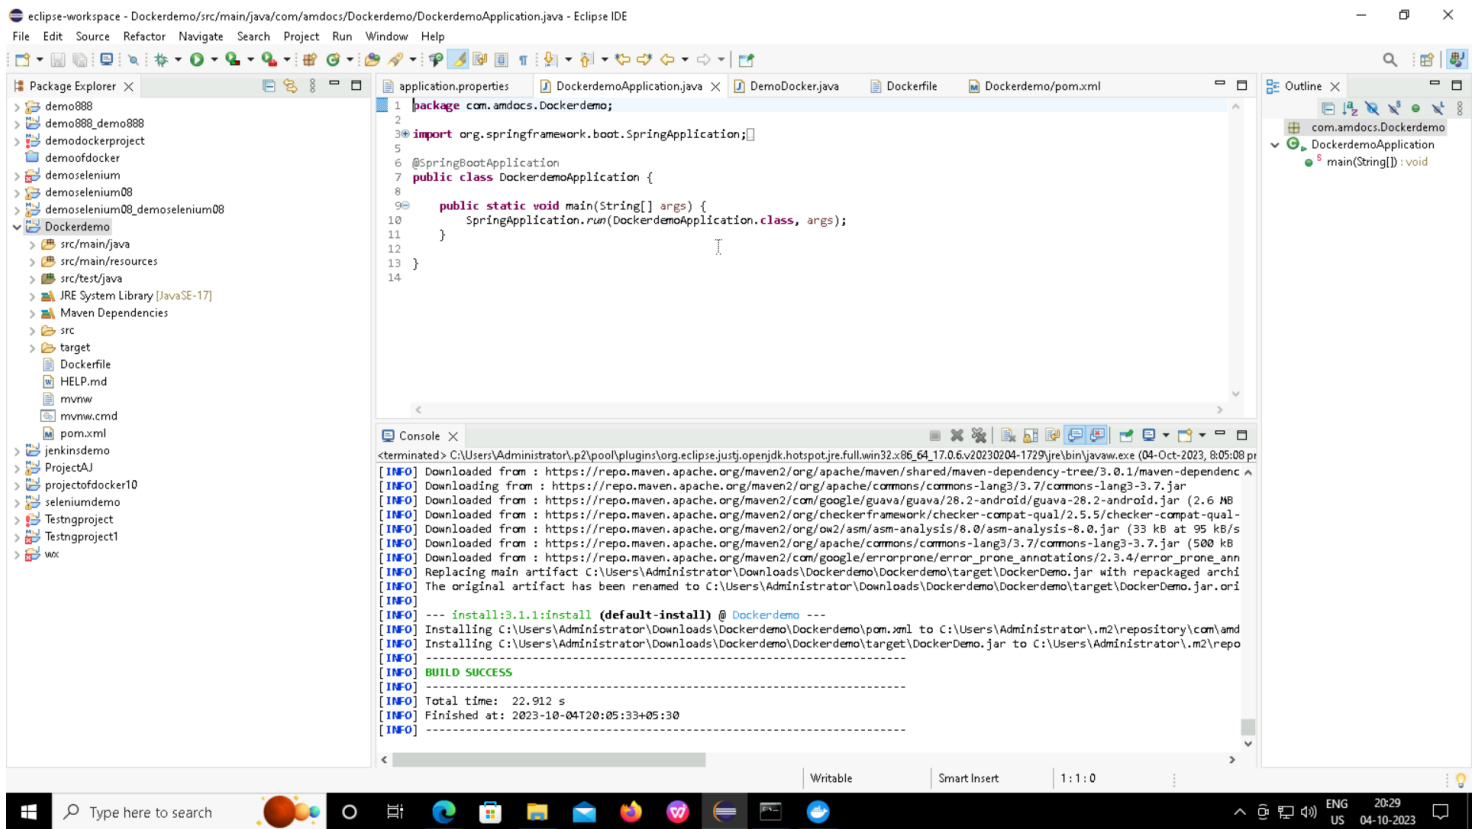 eclipse-workspace - Dockerdemo/src/main/java/com/amdocs/Dockerdemo/DockerdemoApplication.java - Eclipse IDE
File Edit Source Refactor Navigate Search Project Run Window Help
Package Explorer
demo888
demo888_demo888
demodockerproject
demoofdocker
demoselenium
demoselenium08
demoselenium08_demoselenium08
Dockerdemo
src/main/java
src/main/resources
src/test/java
JRE System Library [JavaSE-17]
Maven Dependencies
src
target
Dockerfile
HELP.md
mvnw
mvnw.cmd
pom.xml
jenkinsdemo
ProjectAJ
projectofdocker10
seleniumdemo
Testngproject
Testngproject1
wx
application.properties DockerdemoApplication.java DemoDocker.java Dockerfile Dockerdemo/pom.xml
1 package com.amdocs.Dockerdemo;
2
3 import org.springframework.boot.SpringApplication;
5
6 @SpringBootApplication
7 public class DockerdemoApplication {
8
9 public static void main(String[] args) {
10 SpringApplication.run(DockerdemoApplication.class, args);
11 }
12
13 }
14
Outline
com.amdocs.Dockerdemo
DockerdemoApplication
main(String[]) : void
Console
<terminated> C:\Users\Administrator\.p2\pool\plugins\org.eclipse.justj.openjdk.hotspot.jre.full.win32.x86_64_17.0.6.v20230204-1729\jre\bin\javaw.exe (04-Oct-2023, 8:05:08 pr
[INFO] Downloaded from : https://repo.maven.apache.org/maven2/org/apache/maven/shared/maven-dependency-tree/3.0.1/maven-dependenc
[INFO] Downloading from : https://repo.maven.apache.org/maven2/org/apache/commons/commons-lang3/3.7/commons-lang3-3.7.jar
[INFO] Downloaded from : https://repo.maven.apache.org/maven2/com/google/guava/guava/28.2-android/guava-28.2-android.jar (2.6 MB
[INFO] Downloaded from : https://repo.maven.apache.org/maven2/org/checkerframework/checker-compat-qual/2.5.5/checker-compat-qual-
[INFO] Downloaded from : https://repo.maven.apache.org/maven2/org/ow2/asm/asm-analysis/8.0/asm-analysis-8.0.jar (33 kB at 95 kB/s
[INFO] Downloaded from : https://repo.maven.apache.org/maven2/org/apache/commons/commons-lang3/3.7/commons-lang3-3.7.jar (500 kB
[INFO] Downloaded from : https://repo.maven.apache.org/maven2/com/google/errorprone/error_prone_annotations/2.3.4/error_prone_ann
[INFO] Replacing main artifact C:\Users\Administrator\Downloads\Dockerdemo\Dockerdemo\target\DockerDemo.jar with repackaged archi
[INFO] The original artifact has been renamed to C:\Users\Administrator\Downloads\Dockerdemo\Dockerdemo\target\DockerDemo.jar.ori
[INFO]
[INFO] --- install:3.1.1:install (default-install) @ Dockerdemo ---
[INFO] Installing C:\Users\Administrator\Downloads\Dockerdemo\Dockerdemo\pom.xml to C:\Users\Administrator\.m2\repository\com\amd
[INFO] Installing C:\Users\Administrator\Downloads\Dockerdemo\Dockerdemo\target\DockerDemo.jar to C:\Users\Administrator\.m2\repo
[INFO] ------------------------------------------------------------------------
[INFO] BUILD SUCCESS
[INFO] ------------------------------------------------------------------------
[INFO] Total time: 22.912 s
[INFO] Finished at: 2023-10-04T20:05:33+05:30
[INFO] ------------------------------------------------------------------------
Writable Smart Insert 1 : 1 : 0
Type here to search
ENG
US
20:29
04-10-2023